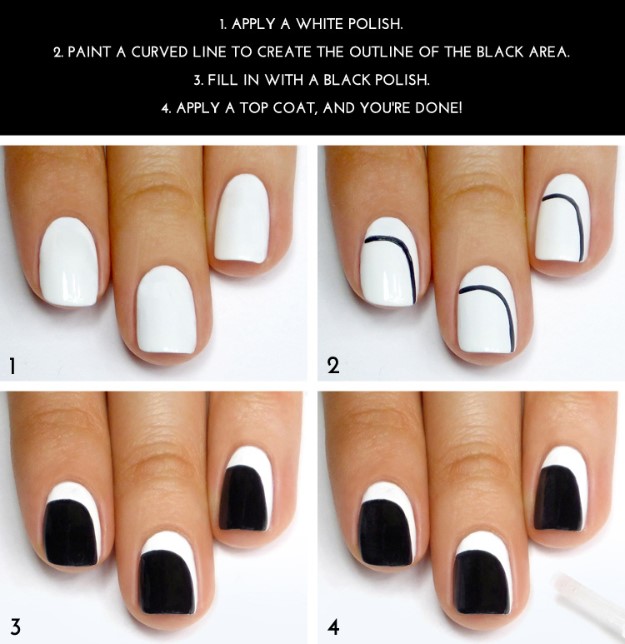 1. APPLY A WHITE POLISH.
2. PAINT A CURVED LINE TO CREATE THE OUTLINE OF THE BLACK AREA.
3. FILL IN WITH A BLACK POLISH.
4. APPLY A TOP COAT, AND YOU'RE DONE!
1
2
3
4